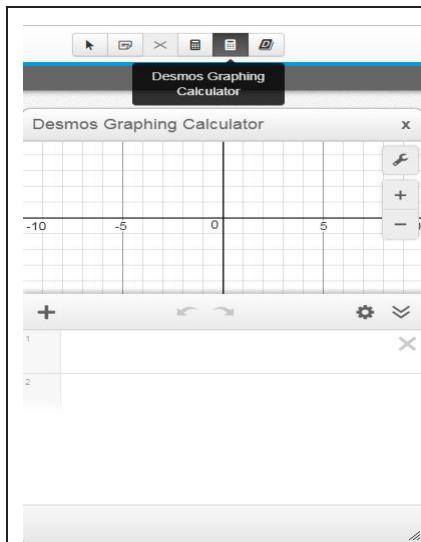 Desmos Graphing
Calculator
Desmos Graphing Calculator x
-10 -5 0 5
1
2